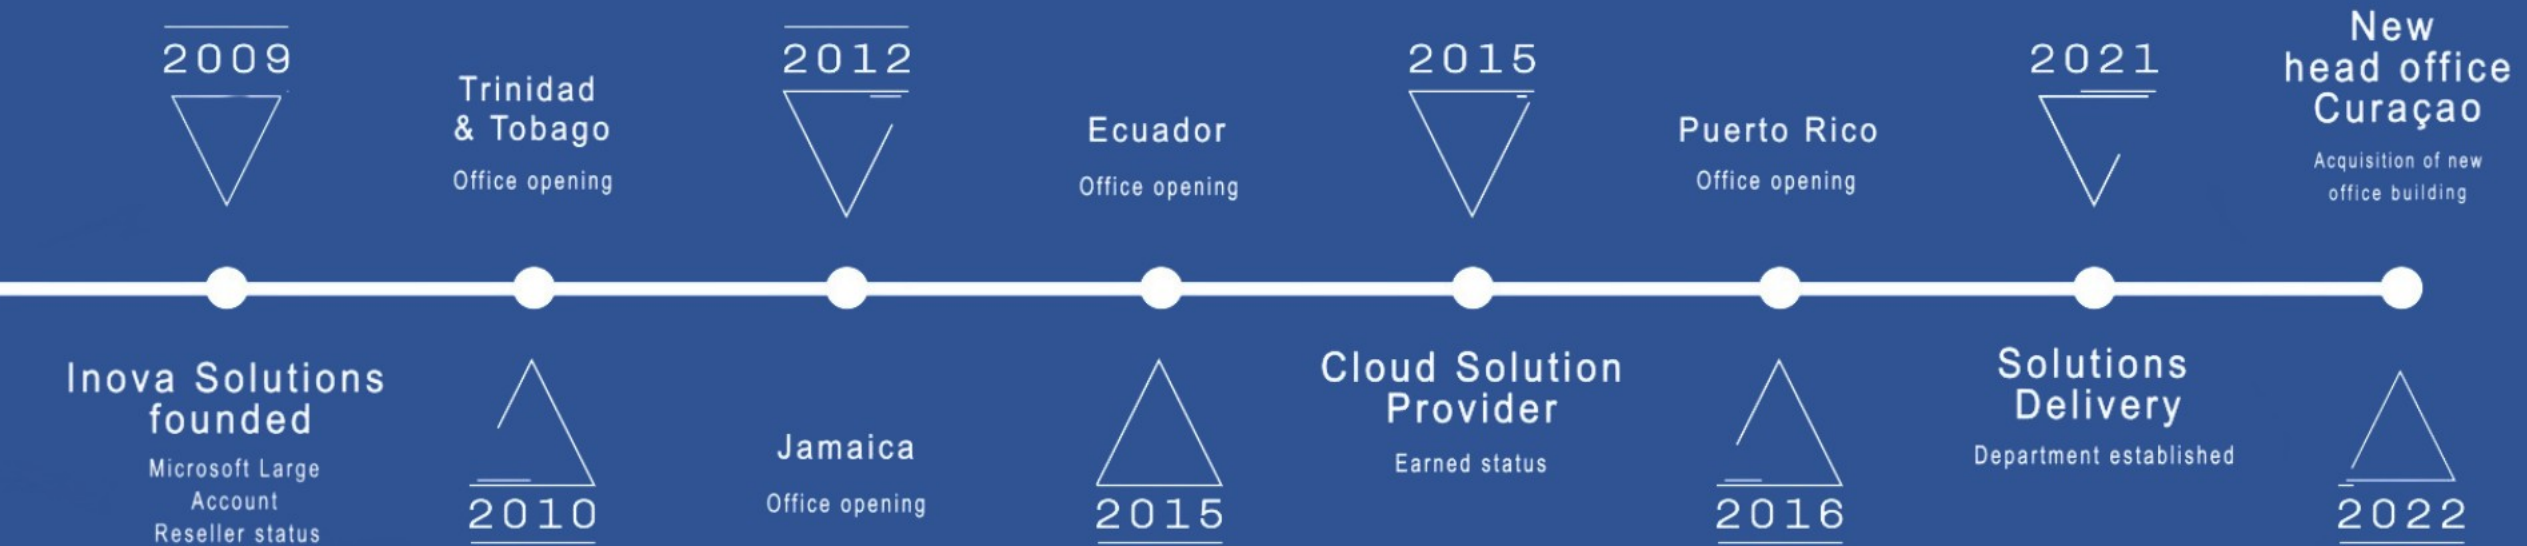 2009
Inova Solutions
founded
Microsoft Large
Account
Reseller status
Trinidad
& Tobago
Office opening
2010
2012
Jamaica
Office opening
Ecuador
Office opening
2015
2015
Cloud Solution
Provider
Earned status
Puerto Rico
Office opening
2016
2021
Solutions
Delivery
Department established
New
head office
Curaçao
Acquisition of new
office building
2022